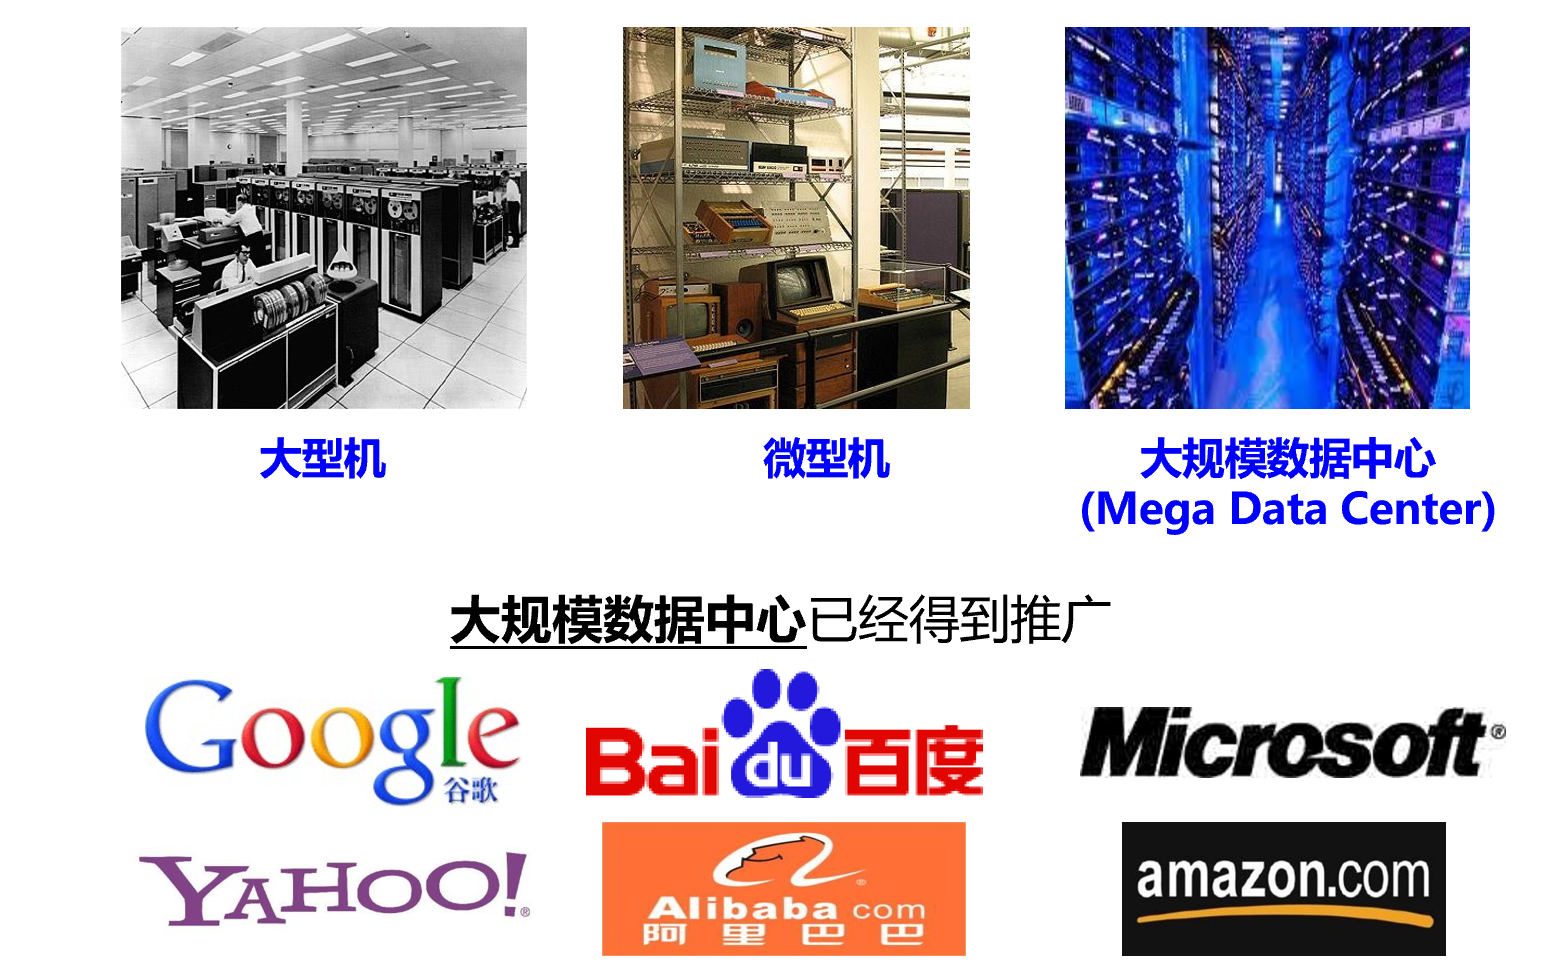 大型机
微型机
大规模数据中心
(Mega Data Center)
大规模数据中心已经得到推广
Google
谷歌
Bai du 百度
Microsoft®
YAHOO!®
Alibaba com
阿里巴巴
amazon.com